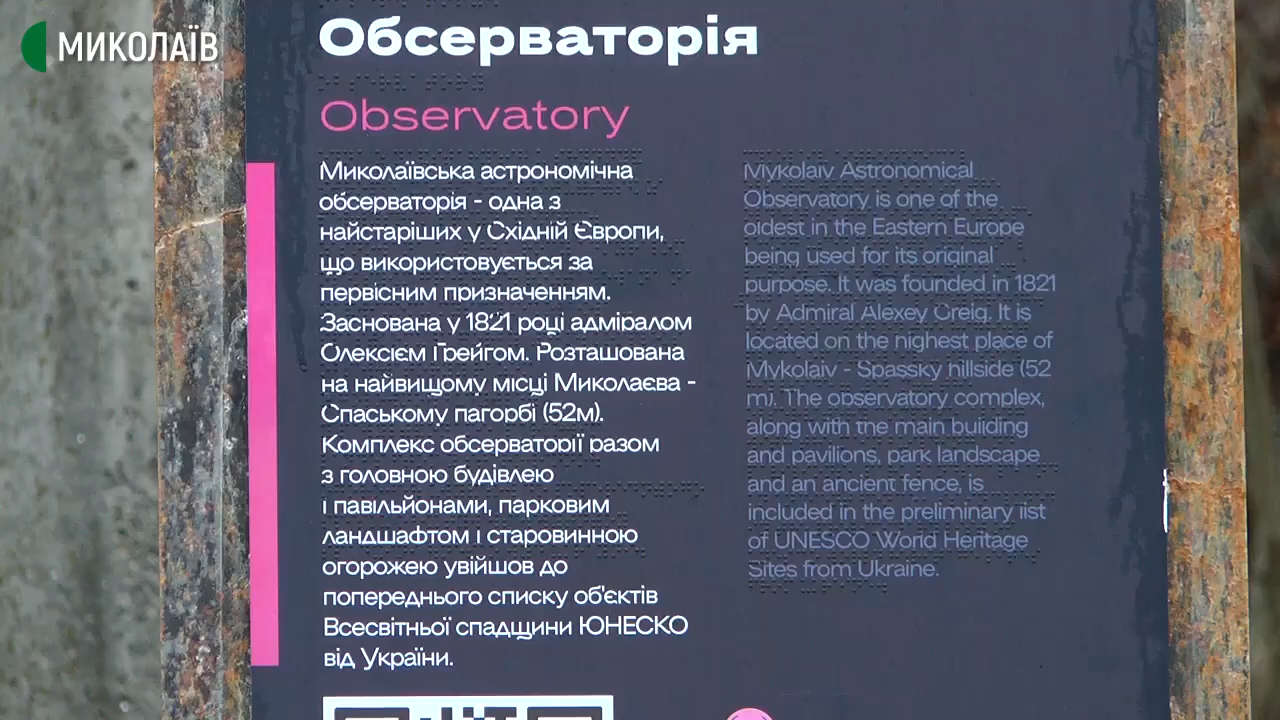 МИКОЛАЇВ
Обсерваторія
Observatory
Миколаївська астрономічна
обсерваторія - одна з
найстаріших у Східній Європи,
що використовується за
первісним призначенням.
Заснована у 1821 році адміралом
Олексієм Грейгом. Розташована
на найвищому місці Миколаєва -
Спаському пагорбі (52м).
Комплекс обсерваторії разом
з головною будівлею
і павільйонами, парковим
ландшафтом і старовинною
огорожею увійшов до
попереднього списку об'єктів
Всесвітньої спадщини ЮНЕСКО
від України.
Mykolaiv Astronomical
Observatory is one of the
oldest in the Eastern Europe
being used for its original
purpose. It was founded in 1821
by Admiral Alexey Greig. It is
located on the highest place of
Mykolaiv - Spassky hillside (52
m). The observatory complex,
along with the main building
and pavilions, park landscape
and an ancient fence, is
included in the preliminary list
of UNESCO World Heritage
Sites from Ukraine.